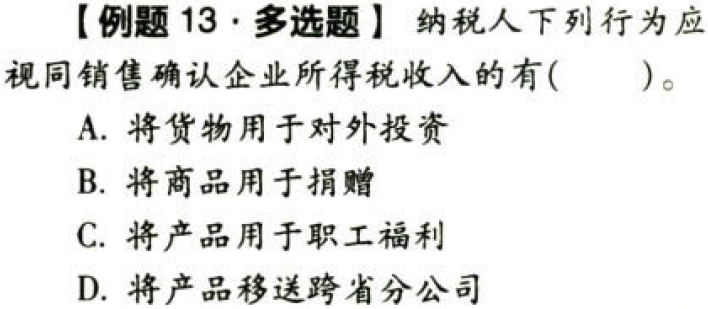 【例题 13·多选题】 纳税人下列行为应
视同销售确认企业所得税收入的有(  )。
A. 将货物用于对外投资
B. 将商品用于捐赠
C. 将产品用于职工福利
D. 将产品移送跨省分公司